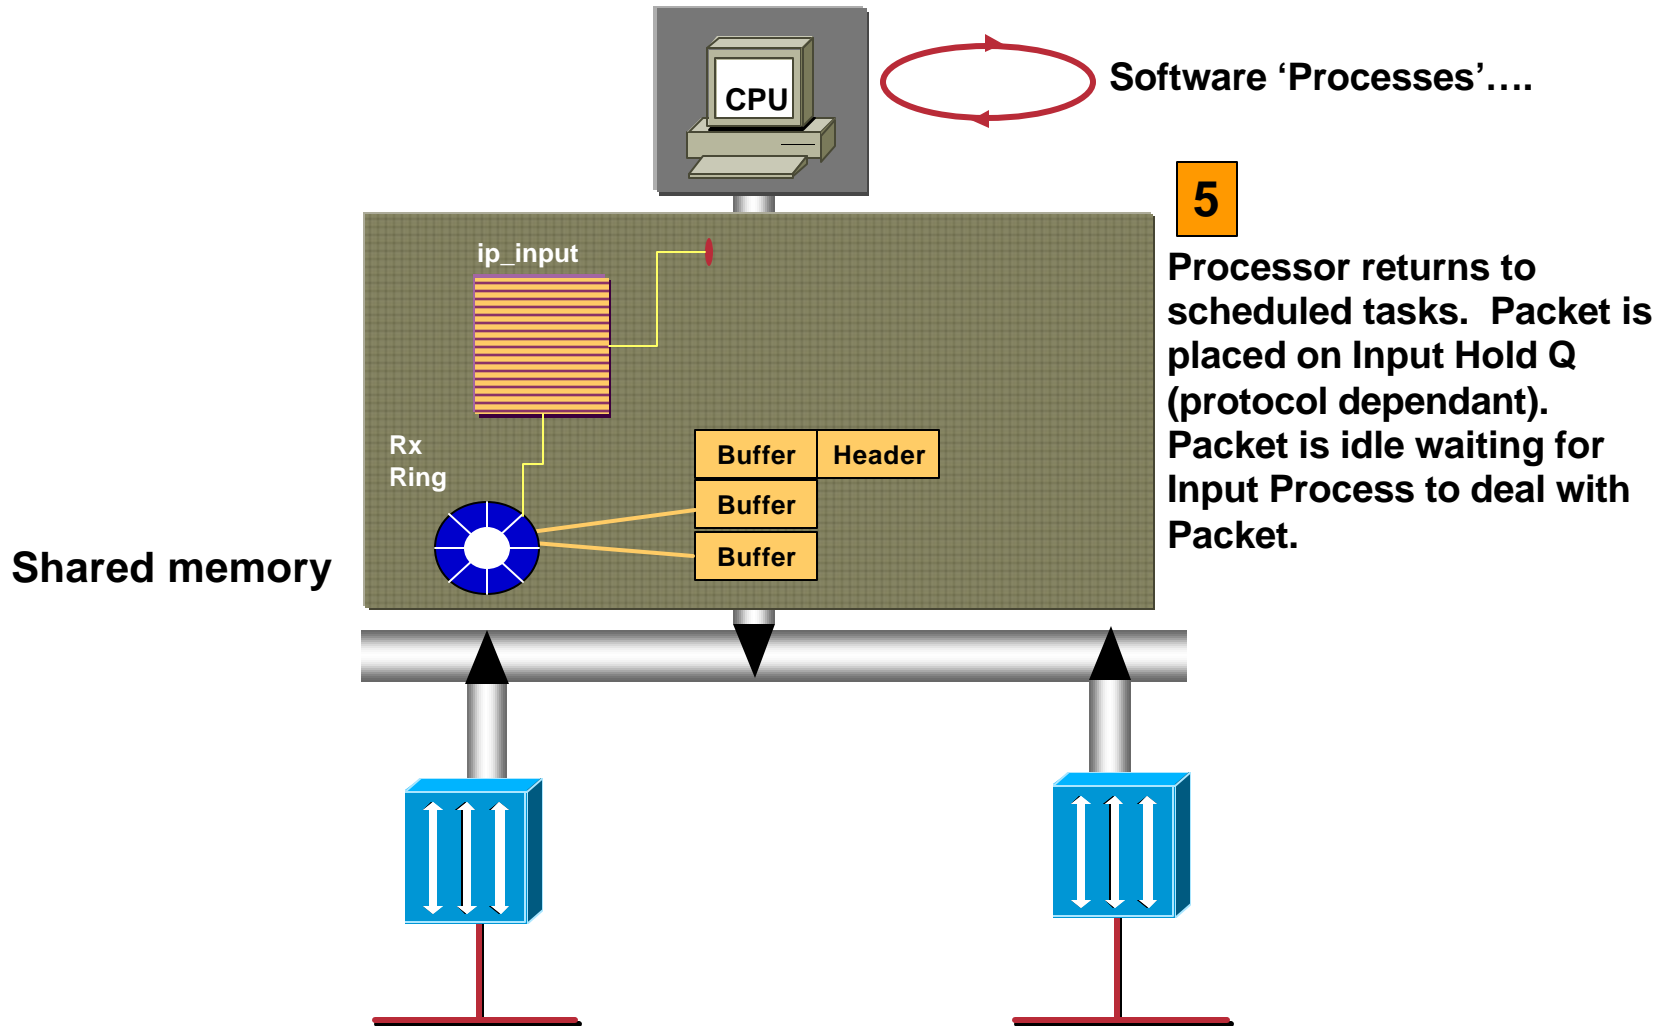 CPU
Software ‘Processes’….
5
Processor returns to
scheduled tasks.  Packet is
placed on Input Hold Q
(protocol dependant).
Packet is idle waiting for
Input Process to deal with
Packet.
ip_input
Rx
Ring
Buffer Header
Buffer
Buffer
Shared memory